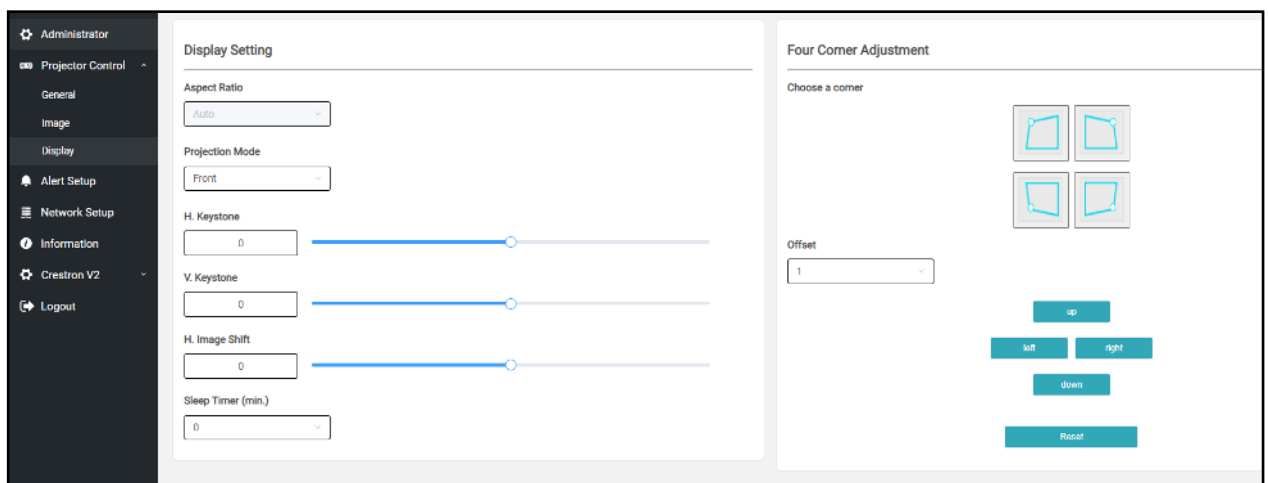 Administrator
Projector Control
General
Image
Display
Alert Setup
Network Setup
Information
Crestron V2
Logout
Display Setting
Aspect Ratio
Auto
Projection Mode
Front
H. Keystone
0
V. Keystone
0
H. Image Shift
0
Sleep Timer (min.)
0
Four Corner Adjustment
Choose a corner
Offset
1
up
left right
down
Reset